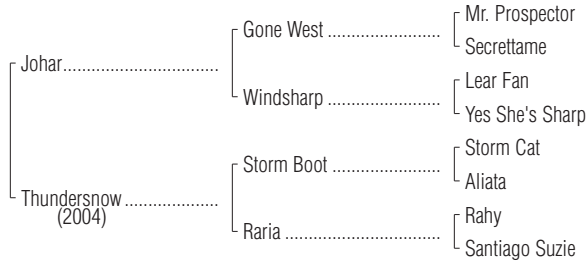 Mr. Prospector
Gone West
Secrettame
Johar
Lear Fan
Windsharp
Yes She's Sharp
Storm Cat
Storm Boot
Aliata
Thundersnow
(2004)
Rahy
Raria
Santiago Suzie